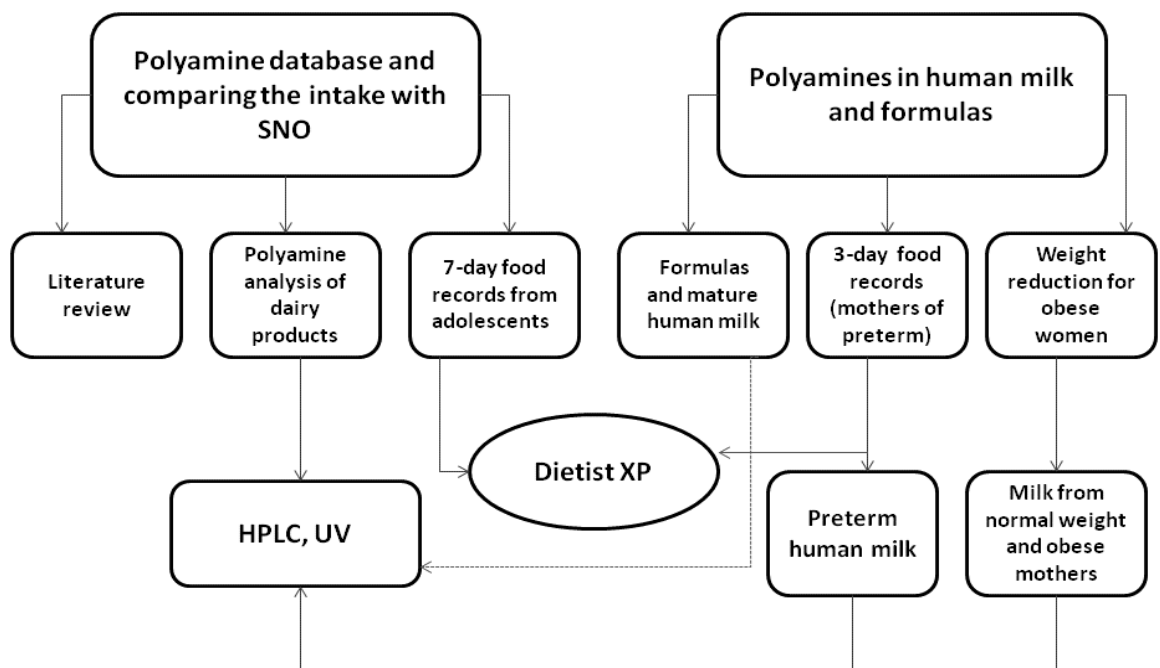 Polyamine database and
comparing the intake with
SNO
Polyamines in human milk
and formulas
Literature
review
Polyamine
analysis of
dairy
products
7-day food
records from
adolescents
Formulas
and mature
human milk
3-day food
records
(mothers of
preterm)
Weight
reduction for
obese
women
Dietist XP
HPLC, UV
Preterm
human milk
Milk from
normal weight
and obese
mothers